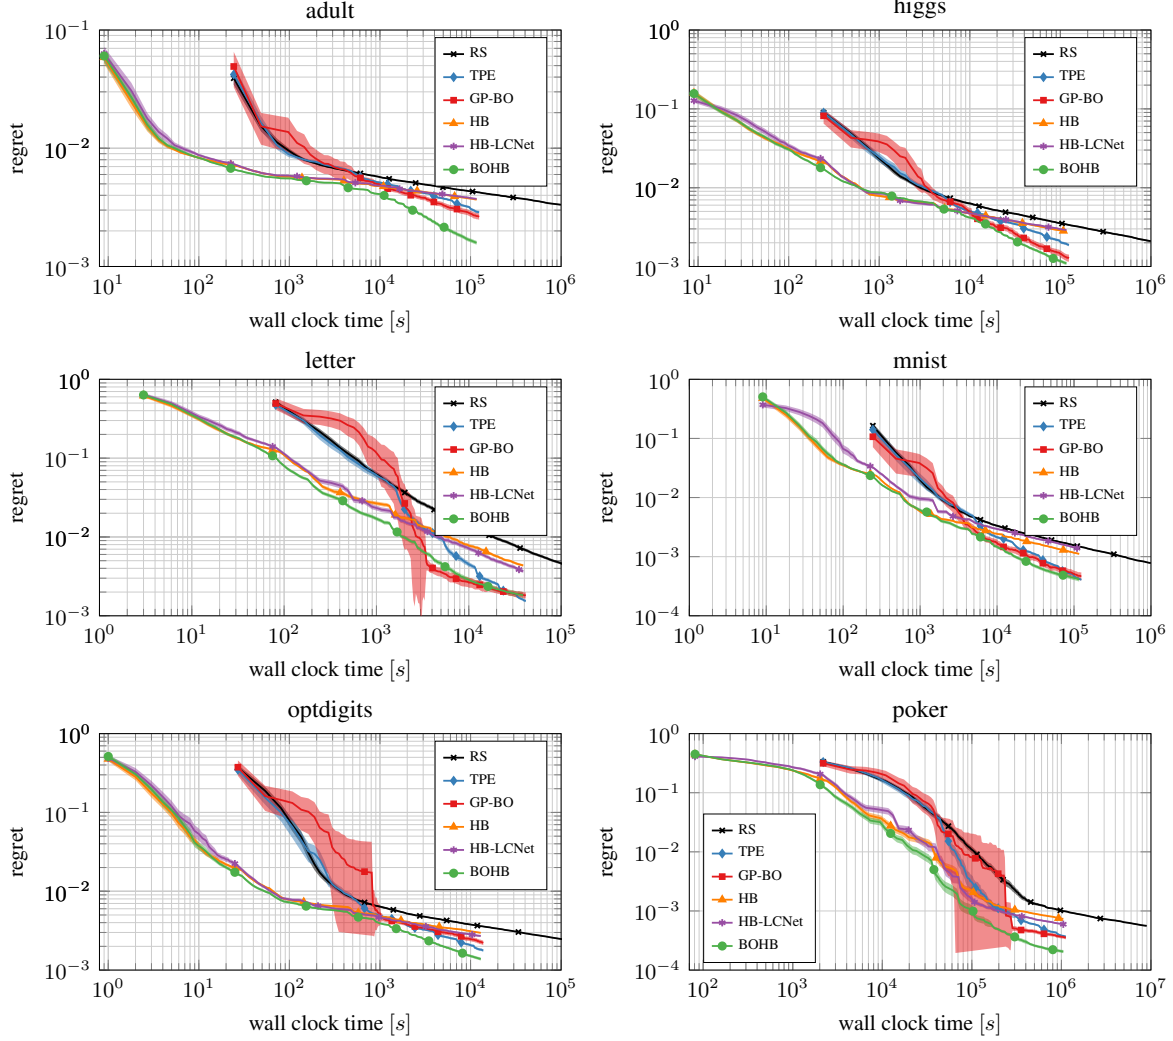 adult
10^-1
10^-2
10^-3
regret
10^1 10^2 10^3 10^4 10^5 10^6
wall clock time [s]
RS
TPE
GP-BO
HB
HB-LCNet
BOHB
higgs
10^0
10^-1
10^-2
10^-3
regret
10^1 10^2 10^3 10^4 10^5 10^6
wall clock time [s]
RS
TPE
GP-BO
HB
HB-LCNet
BOHB
letter
10^0
10^-1
10^-2
10^-3
regret
10^0 10^1 10^2 10^3 10^4 10^5
wall clock time [s]
RS
TPE
GP-BO
HB
HB-LCNet
BOHB
mnist
10^0
10^-1
10^-2
10^-3
10^-4
regret
10^0 10^1 10^2 10^3 10^4 10^5 10^6
wall clock time [s]
RS
TPE
GP-BO
HB
HB-LCNet
BOHB
optdigits
10^0
10^-1
10^-2
10^-3
regret
10^0 10^1 10^2 10^3 10^4 10^5
wall clock time [s]
RS
TPE
GP-BO
HB
HB-LCNet
BOHB
poker
10^0
10^-1
10^-2
10^-3
10^-4
regret
10^2 10^3 10^4 10^5 10^6 10^7
wall clock time [s]
RS
TPE
GP-BO
HB
HB-LCNet
BOHB